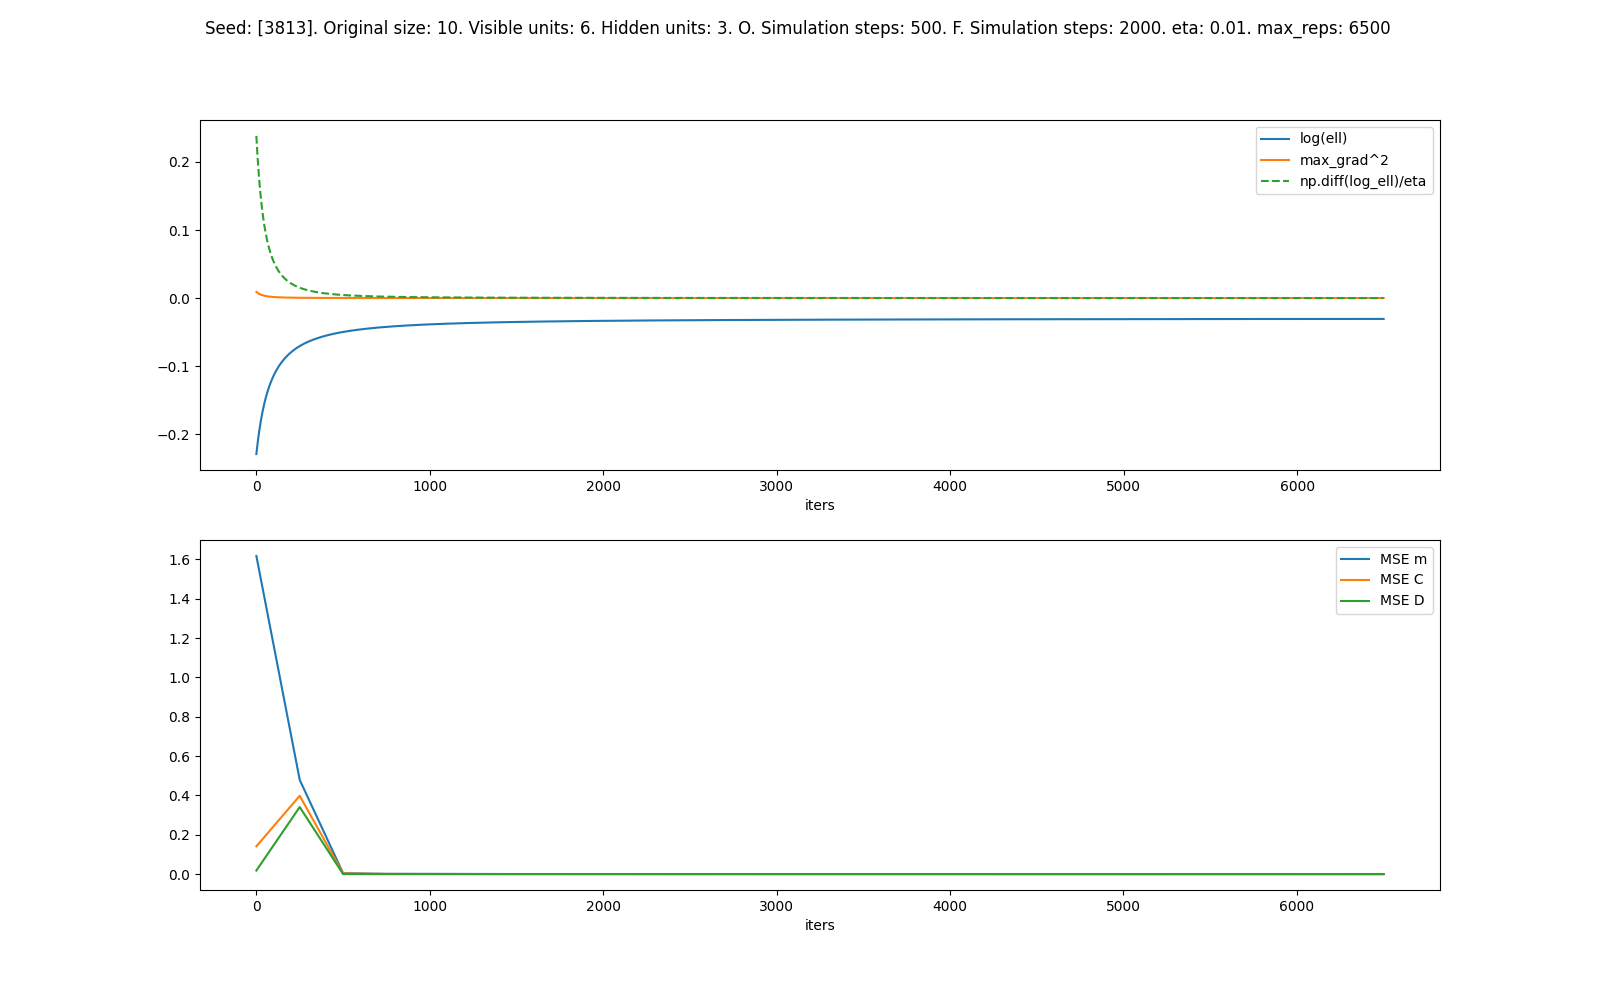 Seed: [3813]. Original size: 10. Visible units: 6. Hidden units: 3. O. Simulation steps: 500. F. Simulation steps: 2000. eta: 0.01. max_reps: 6500
log(ell)
max_grad^2
np.diff(log_ell)/eta
0.2
0.1
0.0
−0.1
−0.2
0 1000 2000 3000 4000 5000 6000
iters
MSE m
MSE C
MSE D
1.6
1.4
1.2
1.0
0.8
0.6
0.4
0.2
0.0
0 1000 2000 3000 4000 5000 6000
iters